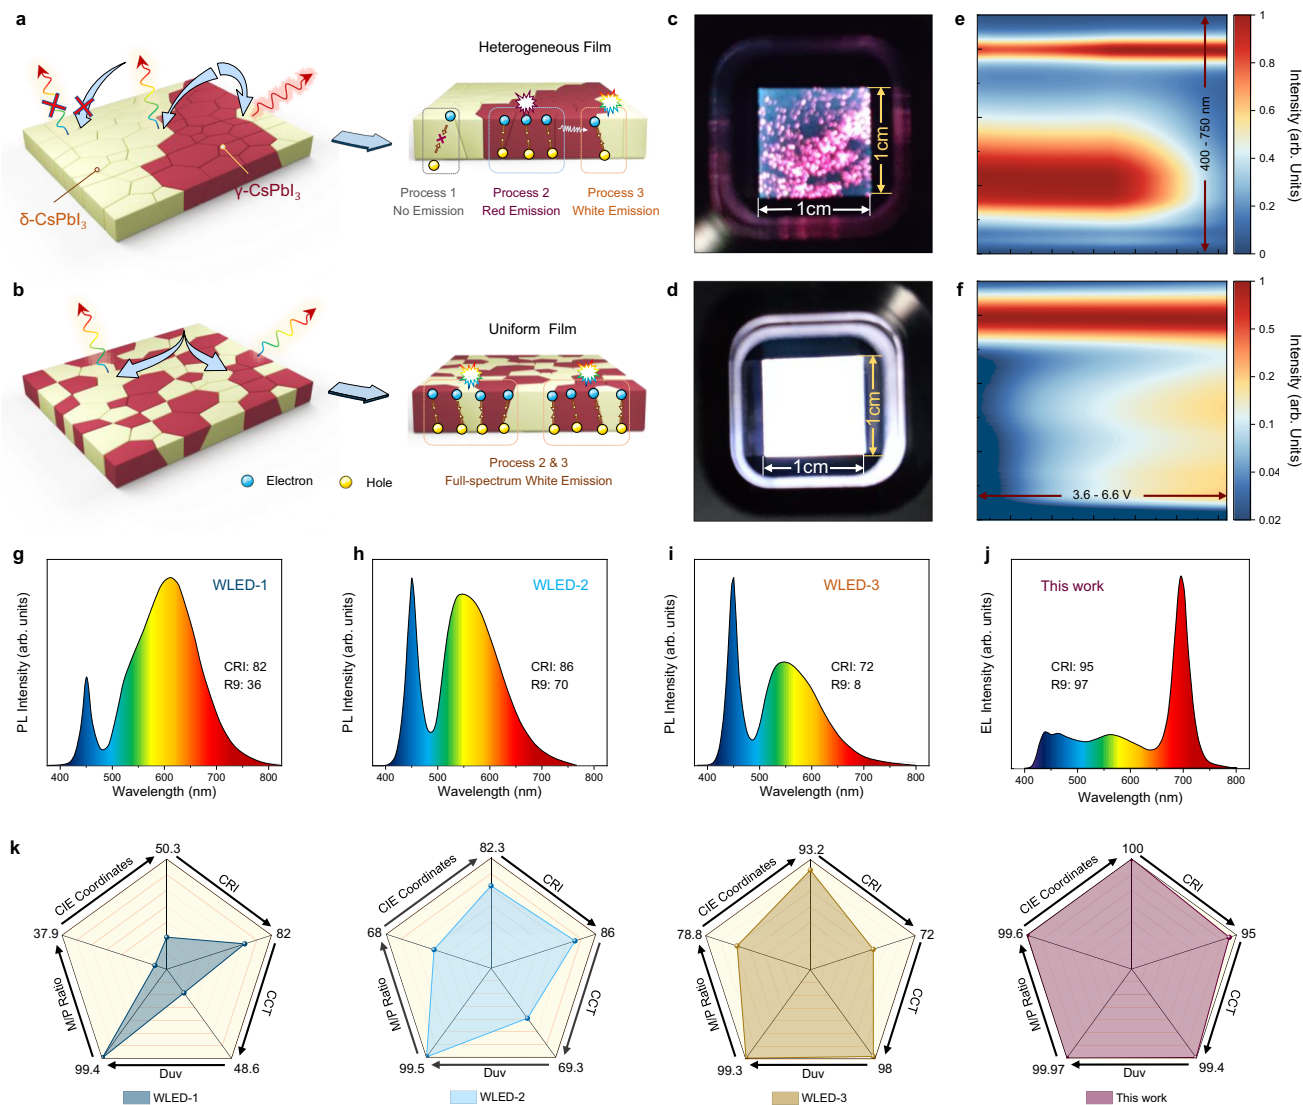 a
δ-CsPbI3
γ-CsPbI3
Heterogeneous Film
Process 1
No Emission
Process 2
Red Emission
Process 3
White Emission
c
1cm
1cm
e
400 - 750 nm
1
0.8
0.6
0.4
0.2
0
Intensity (arb. Units)
b
Uniform Film
Process 2 & 3
Full-spectrum White Emission
Electron
Hole
d
1cm
1cm
f
3.6 - 6.6 V
1
0.5
0.2
0.1
0.04
0.02
Intensity (arb. Units)
g
WLED-1
CRI: 82
R9: 36
PL Intensity (arb. units)
400 500 600 700 800
Wavelength (nm)
h
WLED-2
CRI: 86
R9: 70
PL Intensity (arb. units)
400 500 600 700 800
Wavelength (nm)
i
WLED-3
CRI: 72
R9: 8
PL Intensity (arb. units)
400 500 600 700 800
Wavelength (nm)
j
This work
CRI: 95
R9: 97
EL Intensity (arb. units)
400 500 600 700 800
Wavelength (nm)
k
50.3
CIE Coordinates
CRI
37.9
82
M/P Ratio
CCT
99.4
Duv
48.6
WLED-1
82.3
CIE Coordinates
CRI
68
86
M/P Ratio
CCT
99.5
Duv
69.3
WLED-2
93.2
CIE Coordinates
CRI
78.8
72
M/P Ratio
CCT
99.3
Duv
98
WLED-3
100
CIE Coordinates
CRI
99.6
95
M/P Ratio
CCT
99.97
Duv
99.4
This work